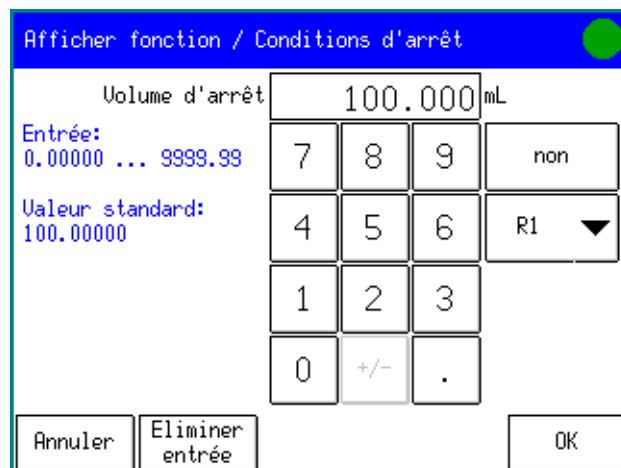 Afficher fonction / Conditions d'arrêt
Volume d'arrêt 100.000 mL
Entrée:
0.00000 ... 9999.99
7 8 9 non
Valeur standard:
100.00000
4 5 6 R1
1 2 3
0 +/- .
Annuler Eliminer entrée OK